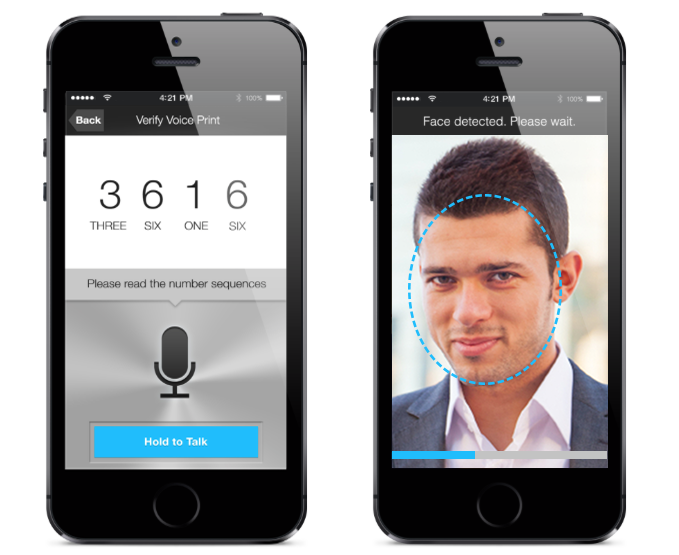 4:21 PM 100%
Back Verify Voice Print
3 6 1 6
THREE SIX ONE SIX
Please read the number sequences
Hold to Talk
4:21 PM 100%
Face detected. Please wait.